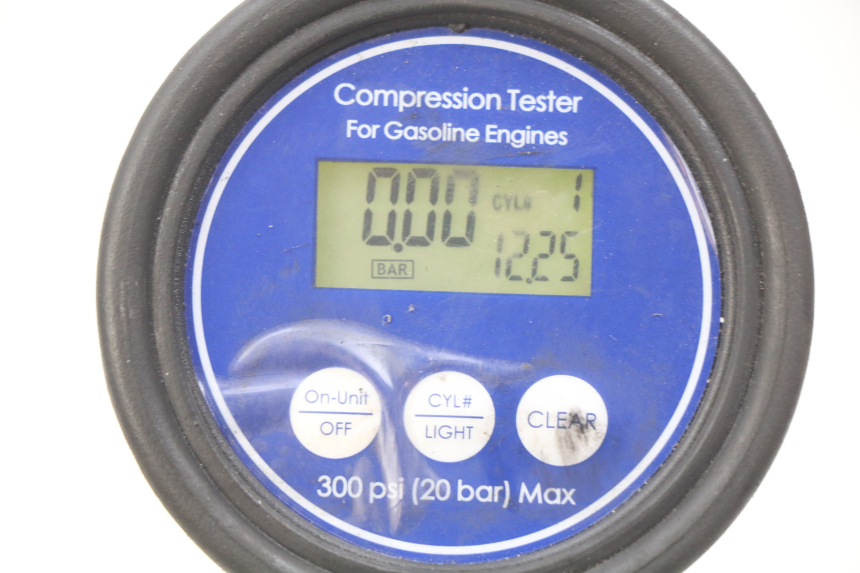 Compression Tester
For Gasoline Engines
0.00 CYL# 1
BAR 12.25
On-Unit
OFF
CYL#
LIGHT
CLEAR
300 psi (20 bar) Max